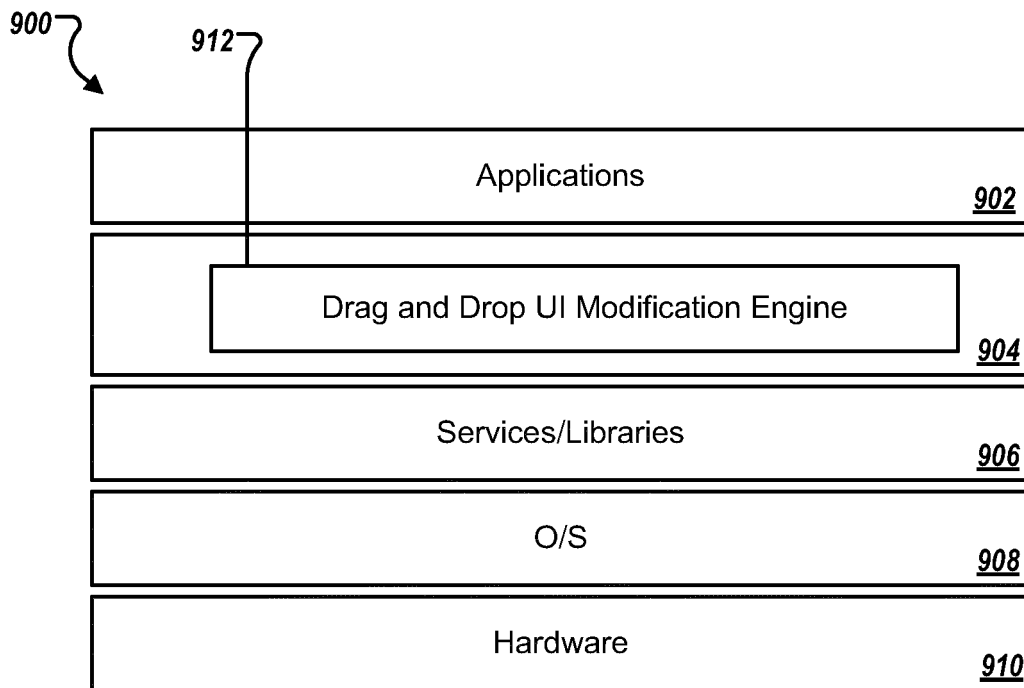 900
912
Applications
902
Drag and Drop UI Modification Engine
904
Services/Libraries
906
O/S
908
Hardware
910